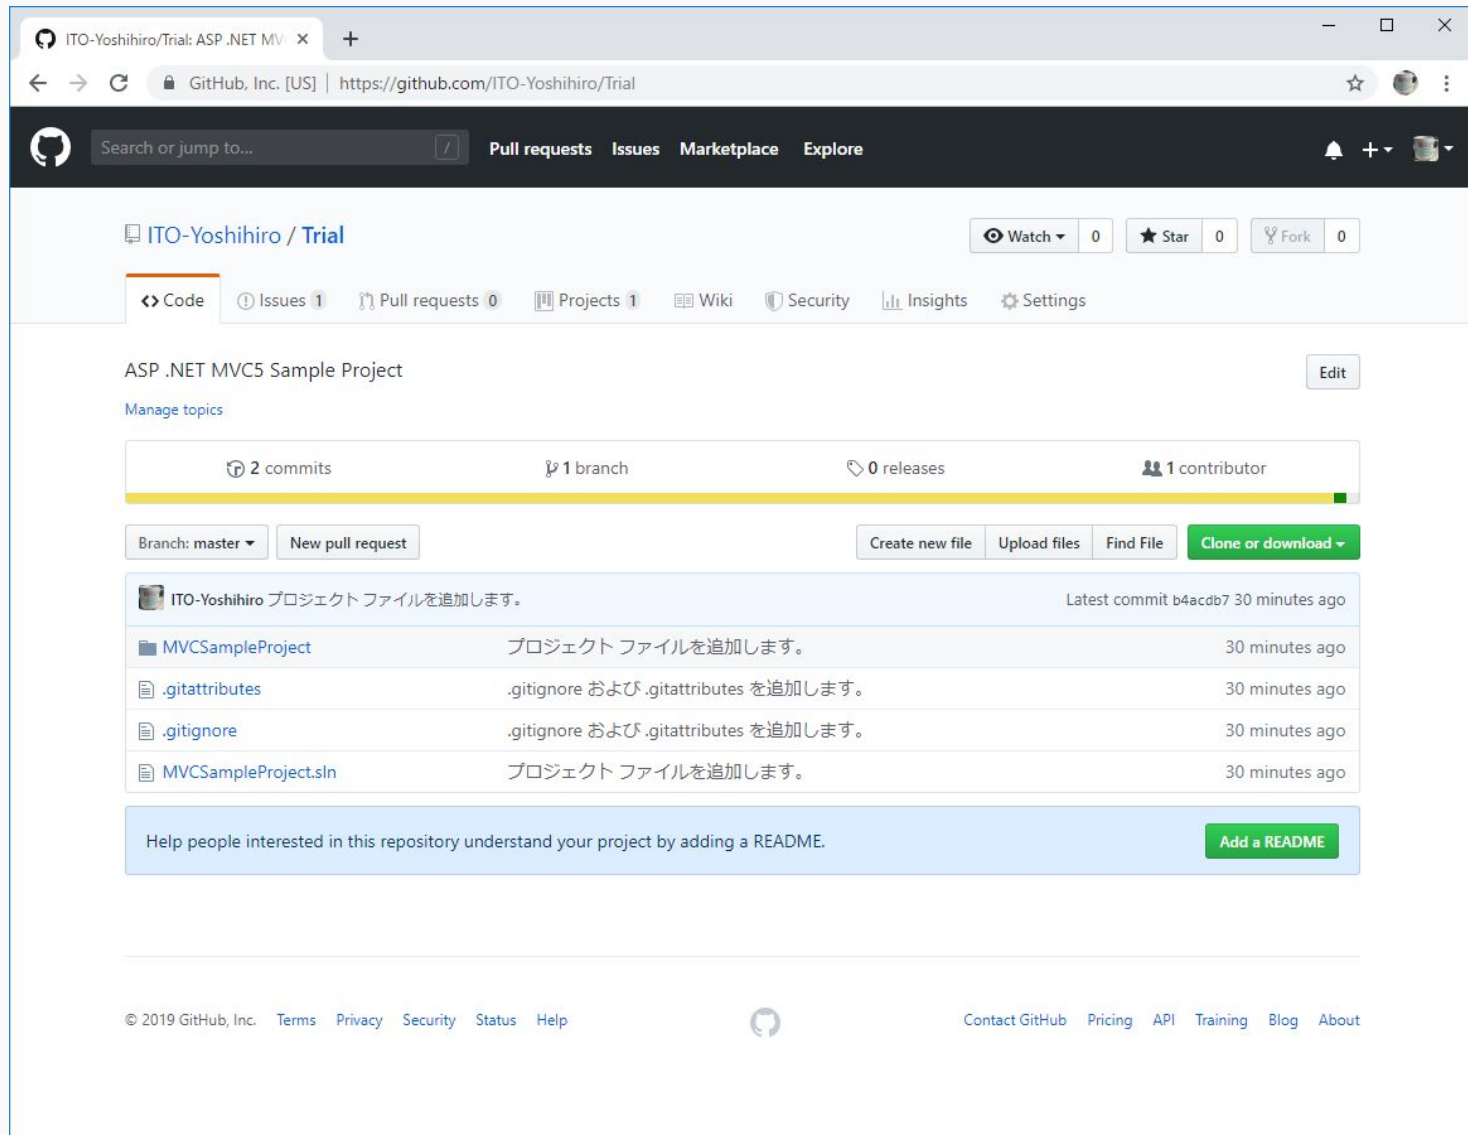 ITO-Yoshihiro/Trial: ASP .NET MV
GitHub, Inc. [US] | https://github.com/ITO-Yoshihiro/Trial
Search or jump to... / Pull requests Issues Marketplace Explore
ITO-Yoshihiro / Trial Watch 0 Star 0 Fork 0
Code Issues 1 Pull requests 0 Projects 1 Wiki Security Insights Settings
ASP .NET MVC5 Sample Project Edit
Manage topics
2 commits 1 branch 0 releases 1 contributor
Branch: master New pull request Create new file Upload files Find File Clone or download
ITO-Yoshihiro プロジェクト ファイルを追加します。 Latest commit b4acdb7 30 minutes ago
MVCSampleProject プロジェクト ファイルを追加します。 30 minutes ago
.gitattributes .gitignore および .gitattributes を追加します。 30 minutes ago
.gitignore .gitignore および .gitattributes を追加します。 30 minutes ago
MVCSampleProject.sln プロジェクト ファイルを追加します。 30 minutes ago
Help people interested in this repository understand your project by adding a README. Add a README
© 2019 GitHub, Inc. Terms Privacy Security Status Help Contact GitHub Pricing API Training Blog About